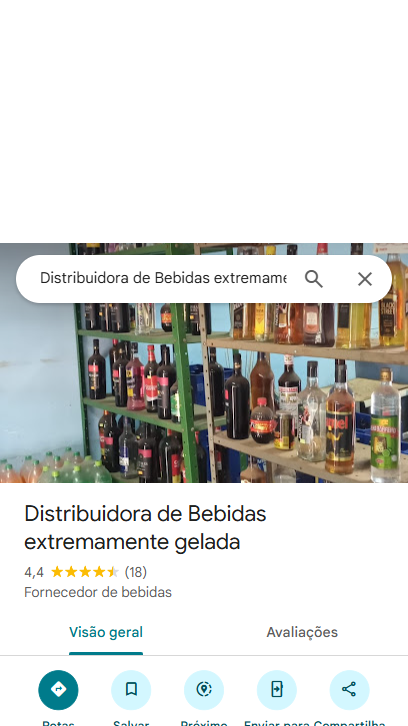 Distribuidora de Bebidas extremame
Distribuidora de Bebidas
extremamente gelada
4,4 (18)
Fornecedor de bebidas
Visão geral Avaliações
Rotas Salvar Próximo Enviar para Compartilha